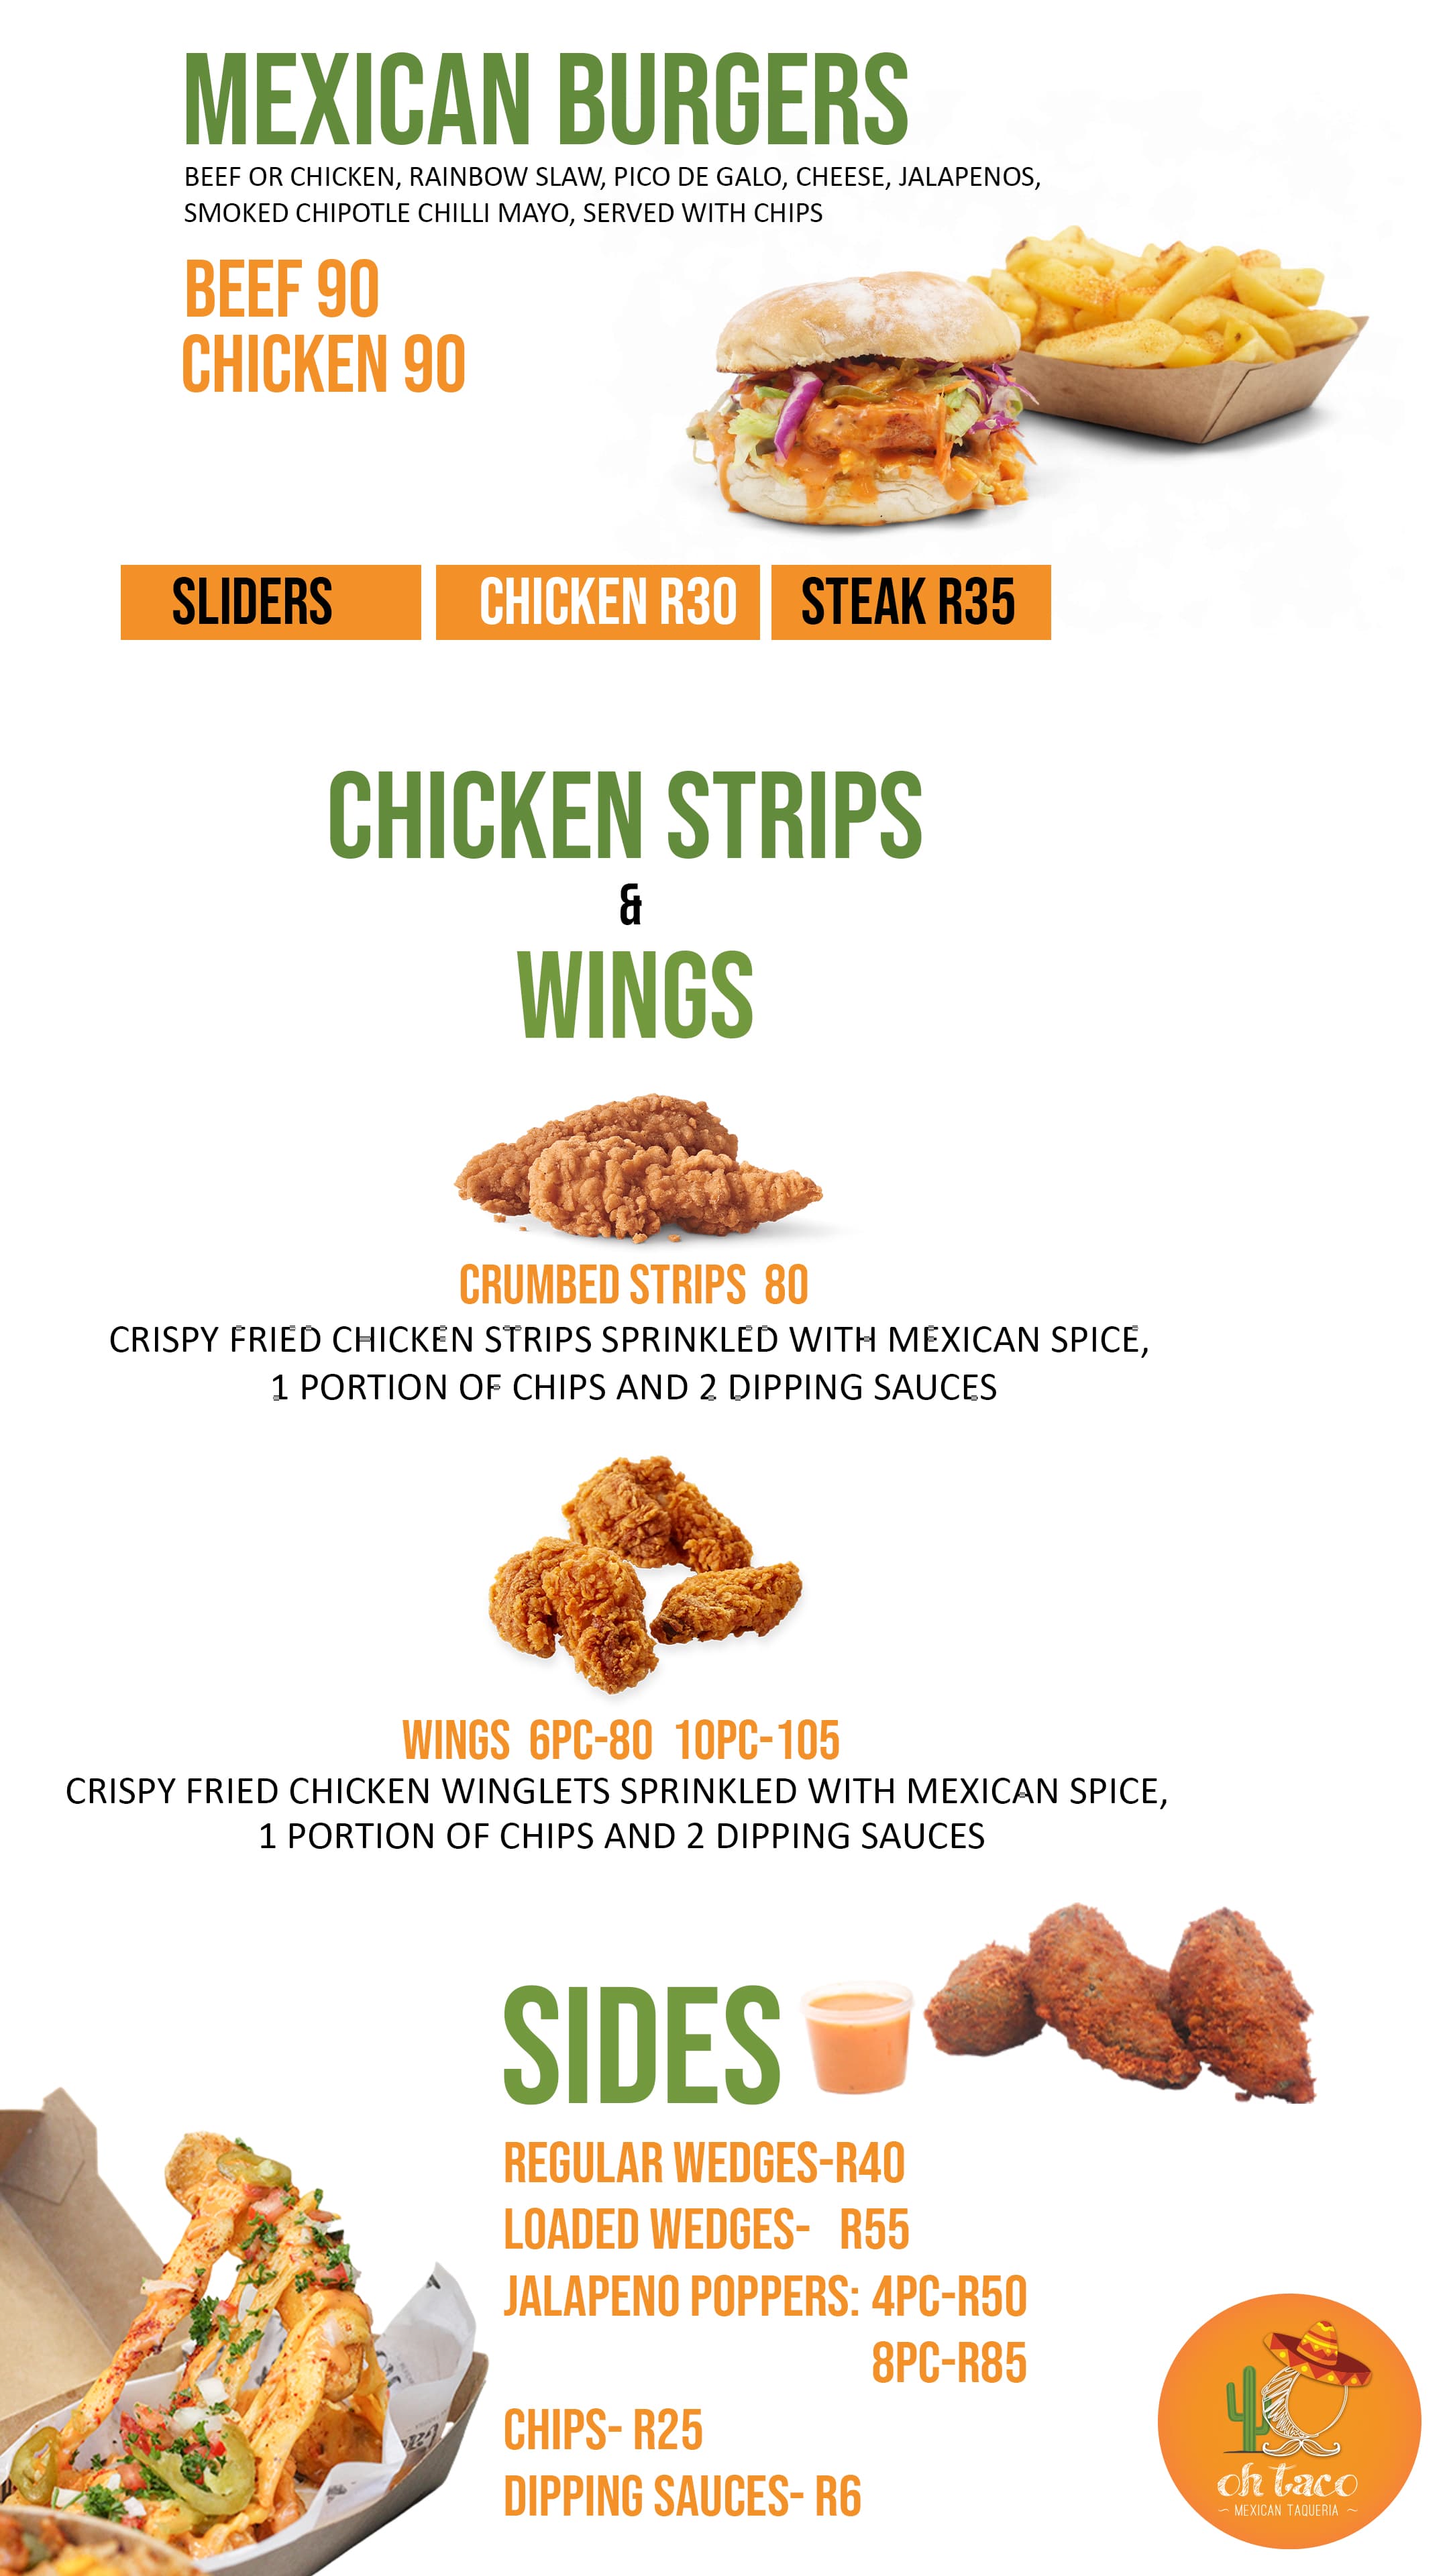 MEXICAN BURGERS
BEEF OR CHICKEN, RAINBOW SLAW, PICO DE GALO, CHEESE, JALAPENOS,
SMOKED CHIPOTLE CHILLI MAYO, SERVED WITH CHIPS
BEEF 90
CHICKEN 90
SLIDERS CHICKEN R30 STEAK R35
CHICKEN STRIPS
&
WINGS
CRUMBED STRIPS 80
CRISPY FRIED CHICKEN STRIPS SPRINKLED WITH MEXICAN SPICE,
1 PORTION OF CHIPS AND 2 DIPPING SAUCES
WINGS 6PC-80 10PC-105
CRISPY FRIED CHICKEN WINGLETS SPRINKLED WITH MEXICAN SPICE,
1 PORTION OF CHIPS AND 2 DIPPING SAUCES
SIDES
REGULAR WEDGES-R40
LOADED WEDGES- R55
JALAPENO POPPERS: 4PC-R50
8PC-R85
CHIPS- R25
DIPPING SAUCES- R6
oh taco
~ MEXICAN TAQUERIA ~